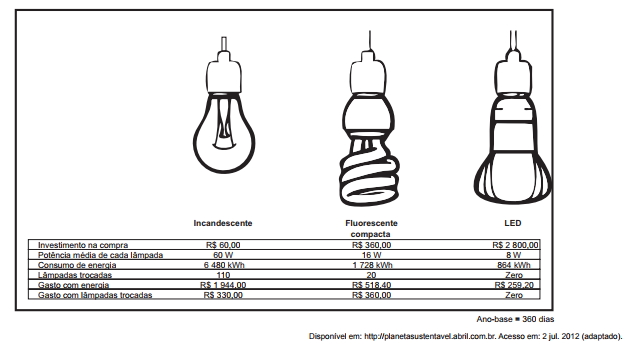 Incandescente Fluorescente compacta LED
Investimento na compra R$ 60,00 R$ 360,00 R$ 2 800,00
Potência média de cada lâmpada 60 W 16 W 8 W
Consumo de energia 6 480 kWh 1 728 kWh 864 kWh
Lâmpadas trocadas 110 20 Zero
Gasto com energia R$ 1 944,00 R$ 518,40 R$ 259,20
Gasto com lâmpadas trocadas R$ 330,00 R$ 360,00 Zero
Ano-base = 360 dias
Disponível em: http://planetasustentavel.abril.com.br. Acesso em: 2 jul. 2012 (adaptado).